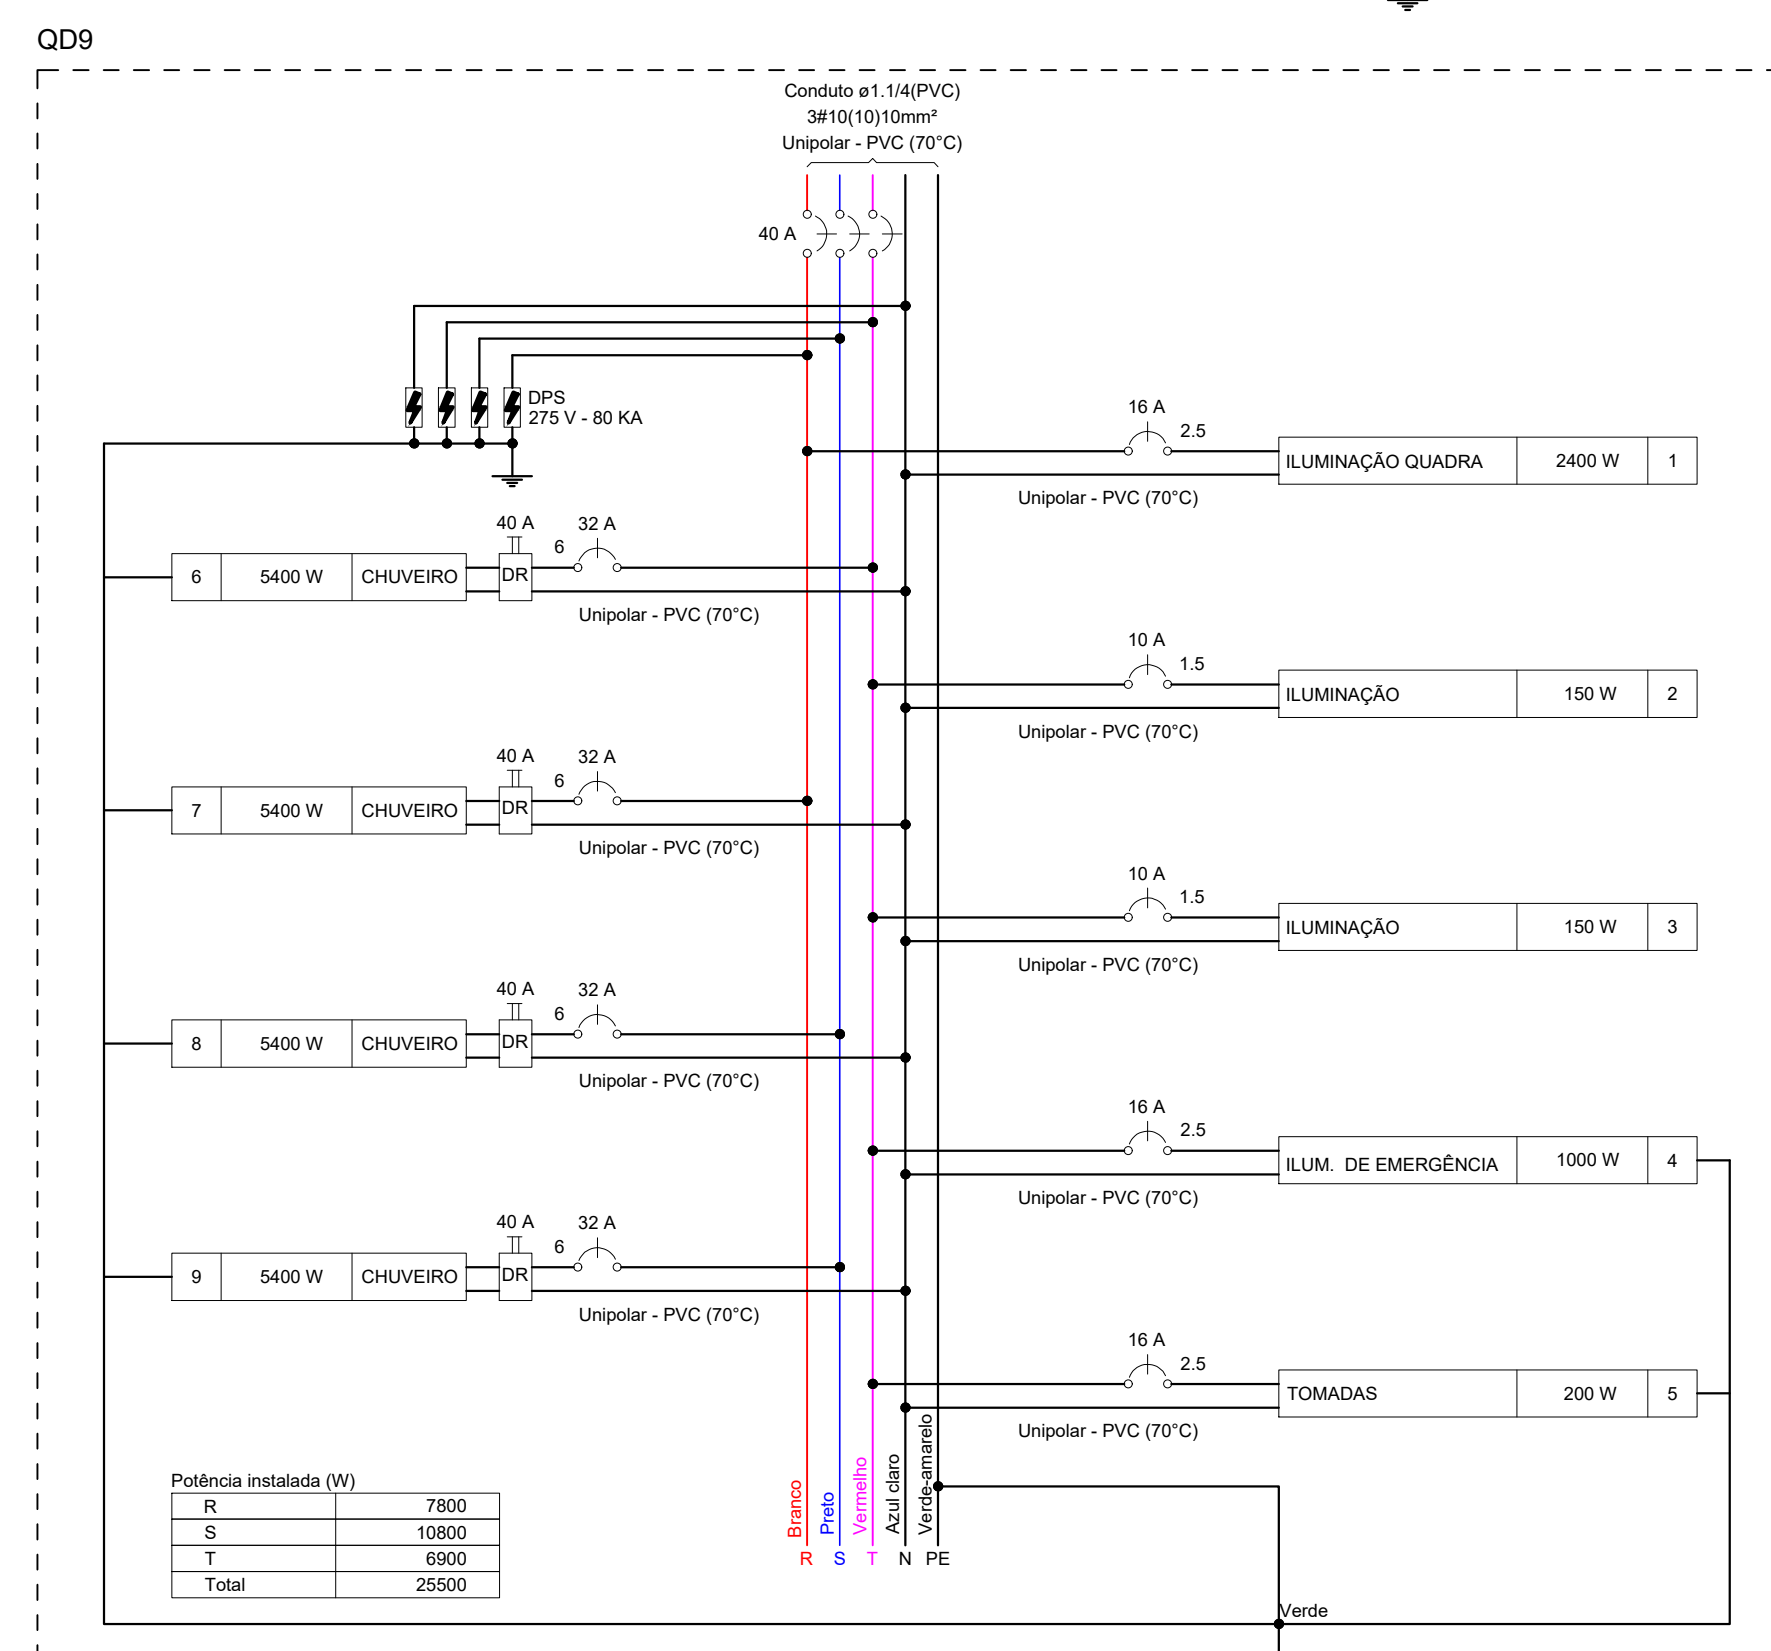 QD9
Conduto ø1.1/4(PVC)
3#10(10)10mm²
Unipolar - PVC (70°C)
40 A
DPS
275 V - 80 KA
16 A
2.5
ILUMINAÇÃO QUADRA 2400 W 1
Unipolar - PVC (70°C)
40 A 32 A
6
6 5400 W CHUVEIRO DR
Unipolar - PVC (70°C)
10 A
1.5
ILUMINAÇÃO 150 W 2
Unipolar - PVC (70°C)
40 A 32 A
6
7 5400 W CHUVEIRO DR
Unipolar - PVC (70°C)
10 A
1.5
ILUMINAÇÃO 150 W 3
Unipolar - PVC (70°C)
40 A 32 A
6
8 5400 W CHUVEIRO DR
Unipolar - PVC (70°C)
16 A
2.5
ILUM. DE EMERGÊNCIA 1000 W 4
Unipolar - PVC (70°C)
40 A 32 A
6
9 5400 W CHUVEIRO DR
Unipolar - PVC (70°C)
16 A
2.5
TOMADAS 200 W 5
Unipolar - PVC (70°C)
Potência instalada (W)
R 7800
S 10800
T 6900
Total 25500
Branco
Preto
Vermelho
Azul claro
Verde-amarelo
R S T N PE
Verde